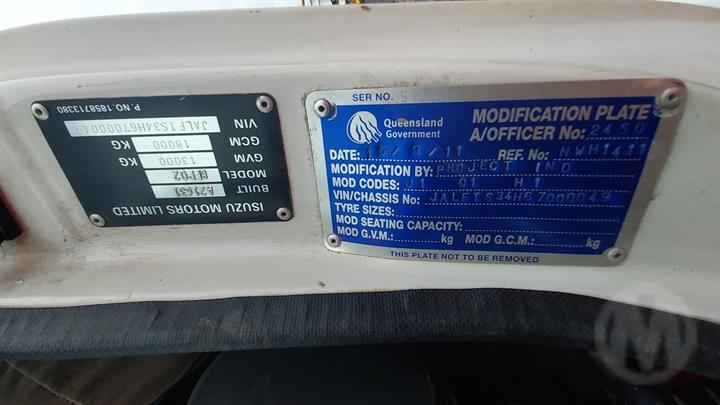 ISUZU MOTORS LIMITED
BUILT
MODEL
GVM 13000 KG
GCM 18000 KG
VIN JALFTS34H67000049
P.NO.1858713380
SER NO. 5
Queensland
Government
MODIFICATION PLATE
A/OFFICER No: 2450
DATE: 15/9/11 REF. No: NWH1411
MODIFICATION BY: PROJECT IND
MOD CODES: J1 Q1 H1
VIN/CHASSIS No: JALFTS34H67000049
TYRE SIZES:
MOD SEATING CAPACITY:
MOD G.V.M.: kg MOD G.C.M.: kg
THIS PLATE NOT TO BE REMOVED
M